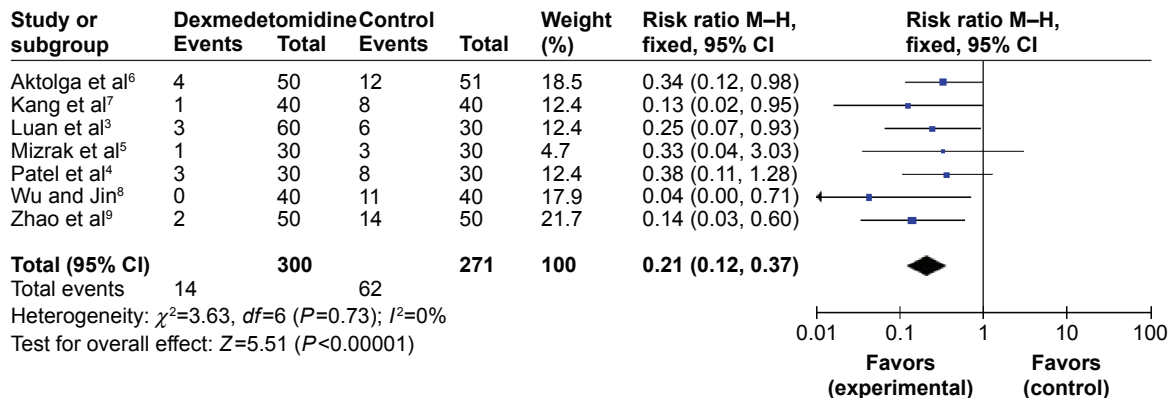 Study or subgroup Dexmedetomidine Control Weight (%) Risk ratio M–H, fixed, 95% CI Risk ratio M–H, fixed, 95% CI
Events Total Events Total
Aktolga et al⁶ 4 50 12 51 18.5 0.34 (0.12, 0.98)
Kang et al⁷ 1 40 8 40 12.4 0.13 (0.02, 0.95)
Luan et al³ 3 60 6 30 12.4 0.25 (0.07, 0.93)
Mizrak et al⁵ 1 30 3 30 4.7 0.33 (0.04, 3.03)
Patel et al⁴ 3 30 8 30 12.4 0.38 (0.11, 1.28)
Wu and Jin⁸ 0 40 11 40 17.9 0.04 (0.00, 0.71)
Zhao et al⁹ 2 50 14 50 21.7 0.14 (0.03, 0.60)
Total (95% CI) 300 271 100 0.21 (0.12, 0.37)
Total events 14 62
Heterogeneity: χ²=3.63, df=6 (P=0.73); I²=0%
Test for overall effect: Z=5.51 (P<0.00001)
0.01 0.1 1 10 100
Favors (experimental) Favors (control)